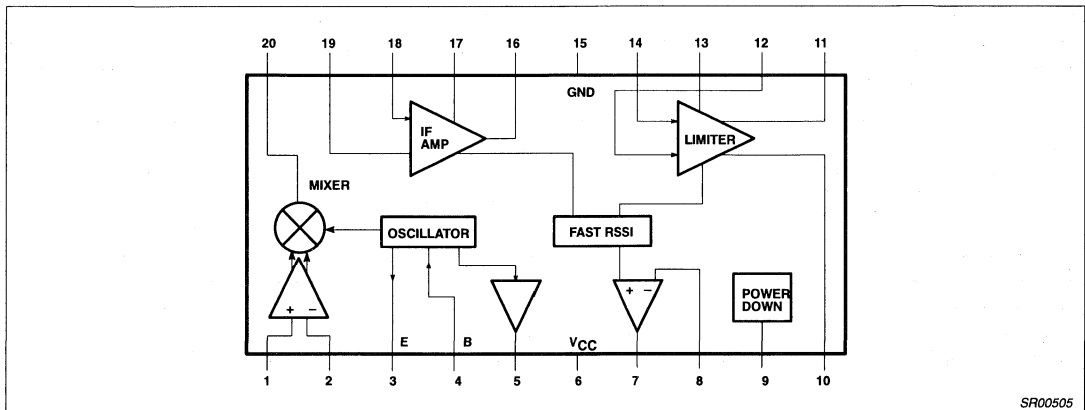 20 19 18 17 16 15 14 13 12 11
GND
IF
AMP
LIMITER
MIXER
OSCILLATOR
FAST RSSI
+ −
+ −
POWER
DOWN
E B VCC
1 2 3 4 5 6 7 8 9 10
SR00505